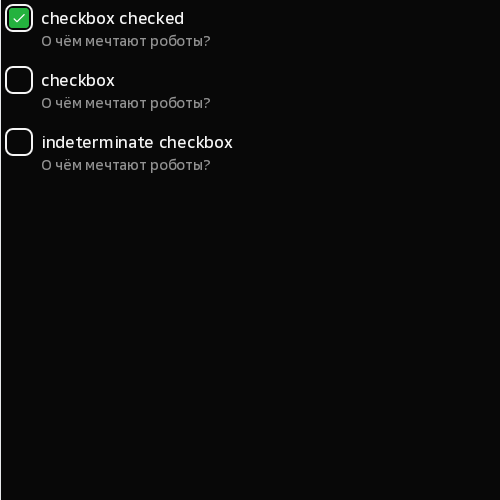 checkbox checked
О чём мечтают роботы?
checkbox
О чём мечтают роботы?
indeterminate checkbox
О чём мечтают роботы?